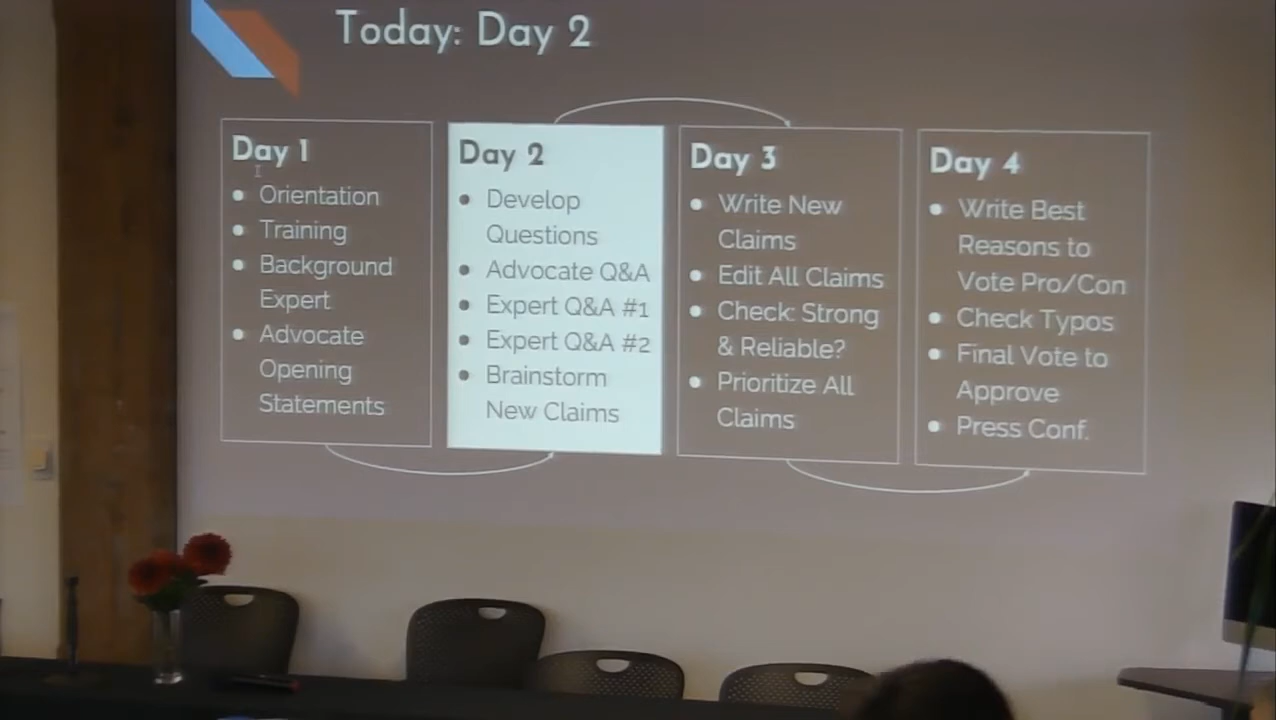 Today: Day 2
Day 1
• Orientation
• Training
• Background
Expert
• Advocate
Opening
Statements
Day 2
• Develop
Questions
• Advocate Q&A
• Expert Q&A #1
• Expert Q&A #2
• Brainstorm
New Claims
Day 3
• Write New
Claims
• Edit All Claims
• Check: Strong
& Reliable?
• Prioritize All
Claims
Day 4
• Write Best
Reasons to
Vote Pro/Con
• Check Typos
• Final Vote to
Approve
• Press Conf.